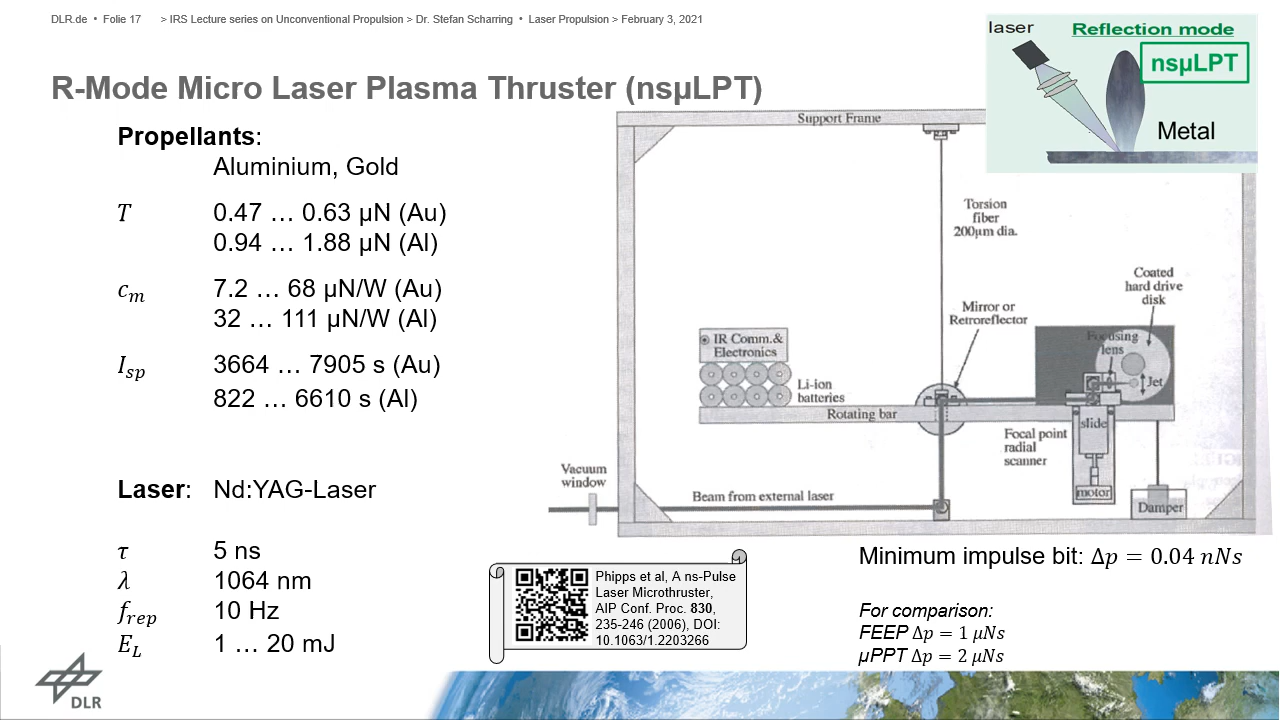 DLR.de • Folie 17 > IRS Lecture series on Unconventional Propulsion > Dr. Stefan Scharring • Laser Propulsion > February 3, 2021
laser
Reflection mode
nsµLPT
Metal
R-Mode Micro Laser Plasma Thruster (nsµLPT)
Propellants:
Aluminium, Gold
T 0.47 … 0.63 µN (Au)
0.94 … 1.88 µN (Al)
c_m 7.2 … 68 µN/W (Au)
32 … 111 µN/W (Al)
I_sp 3664 … 7905 s (Au)
822 … 6610 s (Al)
Laser: Nd:YAG-Laser
τ 5 ns
λ 1064 nm
f_rep 10 Hz
E_L 1 … 20 mJ
Support Frame
Torsion
fiber
200µm dia.
Coated
hard drive
disk
Mirror or
Retroreflector
IR Comm.&
Electronics
Focusing
lens
Jet
Li-ion
batteries
Rotating bar
slide
Focal point
radial
scanner
motor
Damper
Vacuum
window
Beam from external laser
Phipps et al, A ns-Pulse
Laser Microthruster,
AIP Conf. Proc. 830,
235-246 (2006), DOI:
10.1063/1.2203266
Minimum impulse bit: Δp = 0.04 nNs
For comparison:
FEEP Δp = 1 µNs
µPPT Δp = 2 µNs
DLR